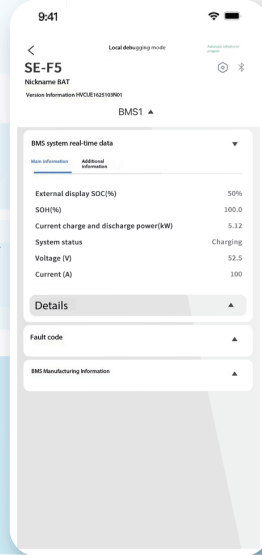 9:41
Local debugging mode
SE-F5
Nickname BAT
Version Information HVCUE1625103N01
BMS1 ▲
BMS system real-time data ▼
Main information Additional
information
External display SOC(%) 50%
SOH(%) 100.0
Current charge and discharge power(kW) 5.12
System status Charging
Voltage (V) 52.5
Current (A) 100
Details ▲
Fault code ▲
BMS Manufacturing Information ▲